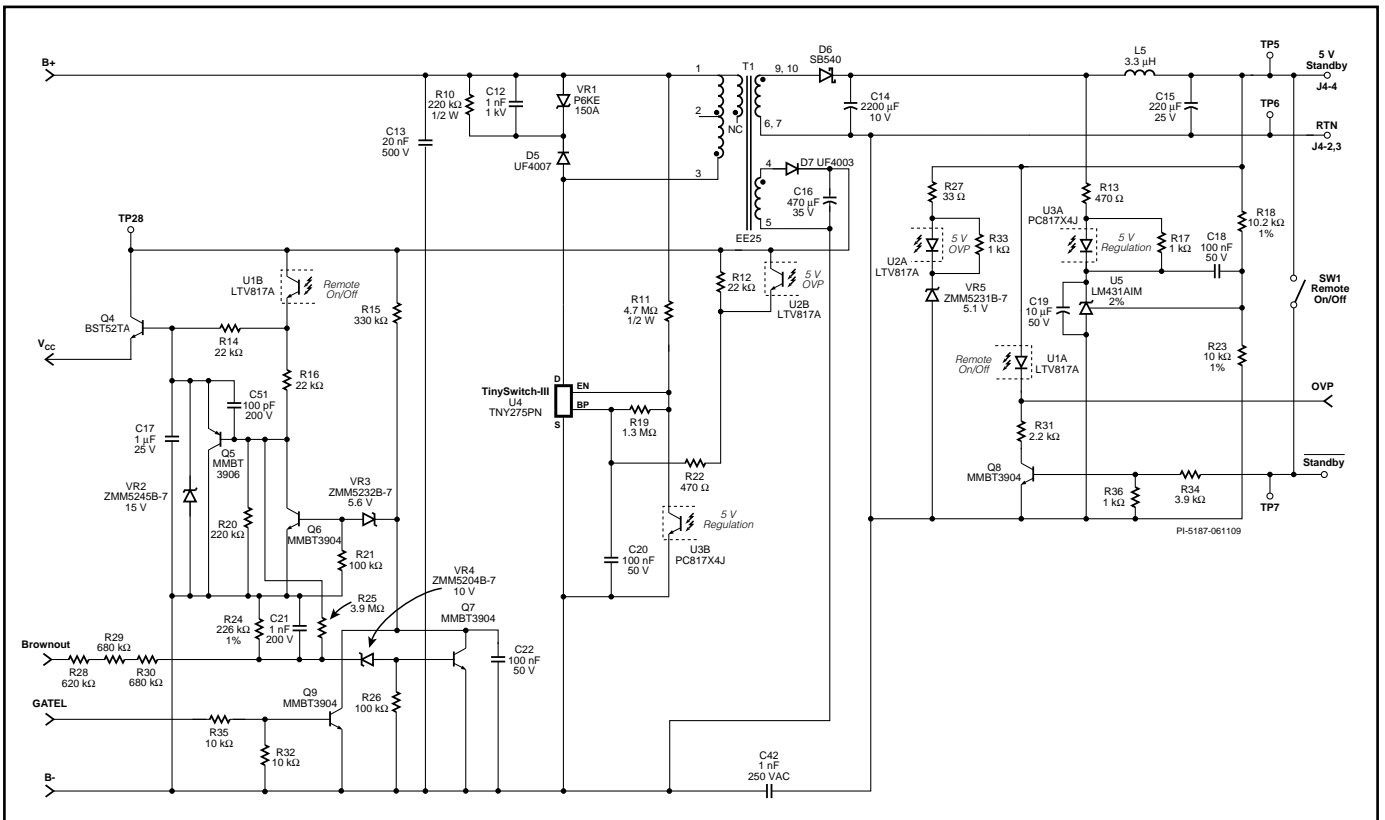 B+
R10
220 kΩ
1/2 W
C12
1 nF
1 kV
VR1
P6KE
150A
C13
20 nF
500 V
D5
UF4007
1
2
3
NC
T1
9, 10
6, 7
4
5
EE25
D6
SB540
C14
2200 μF
10 V
L5
3.3 μH
C15
220 μF
25 V
TP5
5 V
Standby
J4-4
TP6
RTN
J4-2,3
D7 UF4003
C16
470 μF
35 V
TP28
U1B
LTV817A
Remote
On/Off
Q4
BST52TA
VCC
R14
22 kΩ
R15
330 kΩ
R16
22 kΩ
R11
4.7 MΩ
1/2 W
R12
22 kΩ
5 V
OVP
U2B
LTV817A
R27
33 Ω
5 V
OVP
U2A
LTV817A
R33
1 kΩ
VR5
ZMM5231B-7
5.1 V
R13
470 Ω
U3A
PC817X4J
5 V
Regulation
R17
1 kΩ
C18
100 nF
50 V
R18
10.2 kΩ
1%
U5
LM431AIM
2%
C19
10 μF
50 V
SW1
Remote
On/Off
R23
10 kΩ
1%
Remote
On/Off
U1A
LTV817A
OVP
R31
2.2 kΩ
Q8
MMBT3904
R36
1 kΩ
R34
3.9 kΩ
Standby
TP7
PI-5187-061109
C51
100 pF
200 V
C17
1 μF
25 V
Q5
MMBT
3906
VR2
ZMM5245B-7
15 V
R20
220 kΩ
VR3
ZMM5232B-7
5.6 V
Q6
MMBT3904
R21
100 kΩ
TinySwitch-III
U4
TNY275PN
D
S
EN
BP
R19
1.3 MΩ
R22
470 Ω
5 V
Regulation
U3B
PC817X4J
C20
100 nF
50 V
VR4
ZMM5204B-7
10 V
R25
3.9 MΩ
R24
226 kΩ
1%
C21
1 nF
200 V
Q7
MMBT3904
Brownout
R28
620 kΩ
R29
680 kΩ
R30
680 kΩ
C22
100 nF
50 V
R26
100 kΩ
Q9
MMBT3904
GATEL
R35
10 kΩ
R32
10 kΩ
B-
C42
1 nF
250 VAC